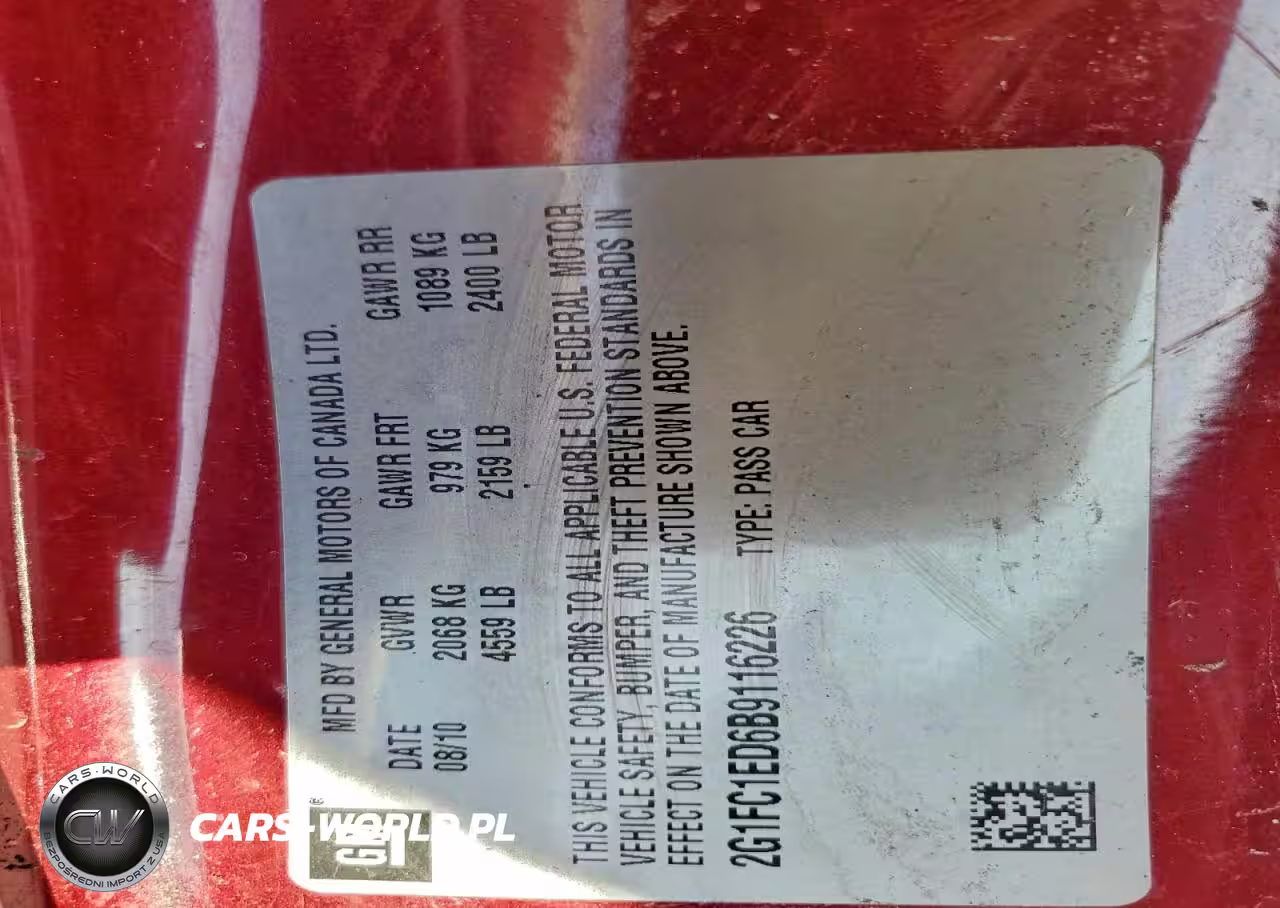 GM
MFD BY GENERAL MOTORS OF CANADA LTD.
DATE GVWR GAWR FRT GAWR RR
08/10 2068 KG 979 KG 1089 KG
4559 LB 2159 LB 2400 LB
THIS VEHICLE CONFORMS TO ALL APPLICABLE U.S. FEDERAL MOTOR
VEHICLE SAFETY, BUMPER, AND THEFT PREVENTION STANDARDS IN
EFFECT ON THE DATE OF MANUFACTURE SHOWN ABOVE.
2G1FC1ED6B9116226 TYPE: PASS CAR
CARS-WORLD
CW
BEZPOŚREDNI IMPORT Z USA
CARS-WORLD.PL